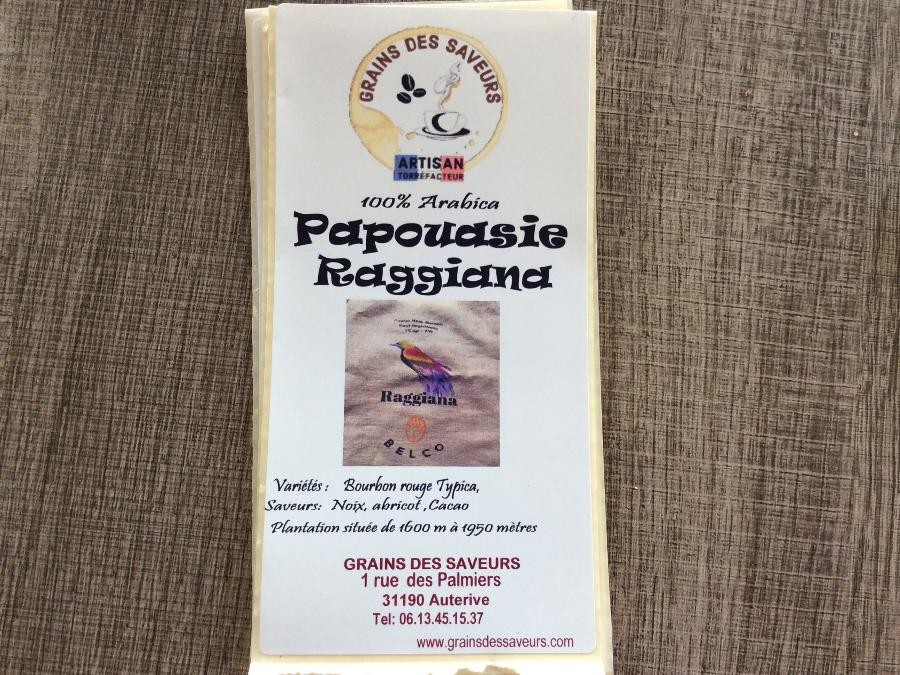 GRAINS DES SAVEURS
ARTISAN
TORRÉFACTEUR
100% Arabica
Papouasie
Raggiana
Raggiana
BELCO
Variétés : Bourbon rouge Typica,
Saveurs: Noix, abricot ,Cacao
Plantation située de 1600 m à 1950 mètres
GRAINS DES SAVEURS
1 rue des Palmiers
31190 Auterive
Tel: 06.13.45.15.37
www.grainsdessaveurs.com